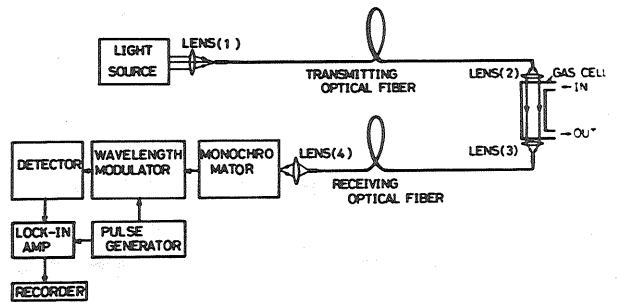 LIGHT
SOURCE
LENS(1)
TRANSMITTING
OPTICAL FIBER
LENS(2)
GAS CELL
IN
OUT
LENS(3)
DETECTOR
WAVELENGTH
MODULATOR
MONOCHRO
MATOR
LENS(4)
RECEIVING
OPTICAL FIBER
LOCK-IN
AMP
PULSE
GENERATOR
RECORDER